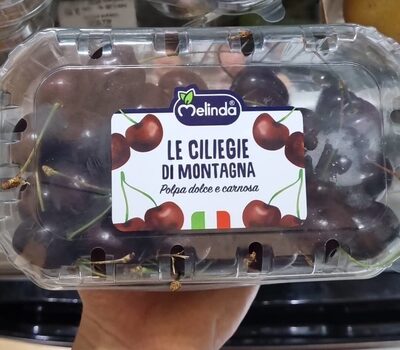 Melinda®
LE CILIEGIE
DI MONTAGNA
Polpa dolce e carnosa